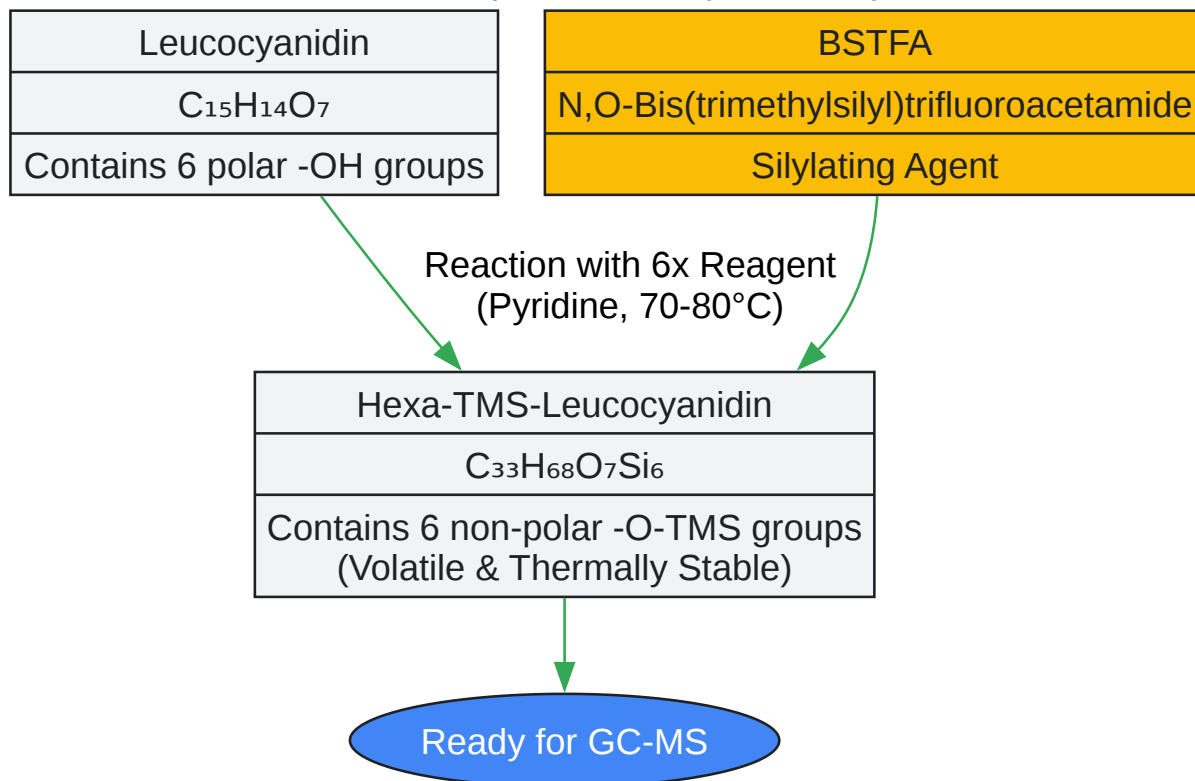 Leucocyanidin
C₁₅H₁₄O₇
Contains 6 polar -OH groups
BSTFA
N,O-Bis(trimethylsilyl)trifluoroacetamide
Silylating Agent
Reaction with 6x Reagent
(Pyridine, 70-80°C)
Hexa-TMS-Leucocyanidin
C₃₃H₆₈O₇Si₆
Contains 6 non-polar -O-TMS groups
(Volatile & Thermally Stable)
Ready for GC-MS